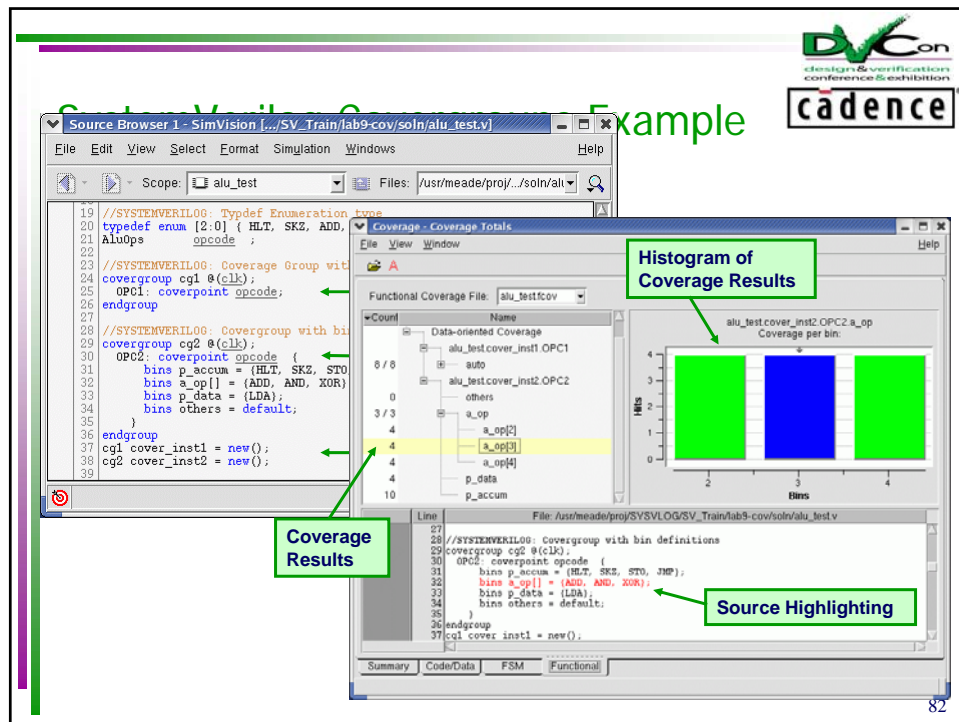 DVCon
design & verification
conference & exhibition
cadence
Example
Source Browser 1 - SimVision [.../SV_Train/lab9-cov/soln/alu_test.v]
File Edit View Select Format Simulation Windows Help
Scope: alu_test Files: /usr/meade/proj/.../soln/alu
19 //SYSTEMVERILOG: Typdef Enumeration type
20 typedef enum [2:0] { HLT, SKZ, ADD,
21 AluOps opcode ;
22
23 //SYSTEMVERILOG: Coverage Group with
24 covergroup cg1 @(clk);
25 OPC1: coverpoint opcode;
26 endgroup
27
28 //SYSTEMVERILOG: Covergroup with bin
29 covergroup cg2 @(clk);
30 OPC2: coverpoint opcode {
31 bins p_accum = {HLT, SKZ, STO,
32 bins a_op[] = {ADD, AND, XOR}
33 bins p_data = {LDA};
34 bins others = default;
35 }
36 endgroup
37 cg1 cover_inst1 = new();
38 cg2 cover_inst2 = new();
39
Coverage - Coverage Totals
File View Window Help
A
Functional Coverage File: alu_test.fcov
Count Name
Data-oriented Coverage
alu_test.cover_inst1.OPC1
8 / 8 auto
alu_test.cover_inst2.OPC2
0 others
3 / 3 a_op
4 a_op[2]
4 a_op[3]
4 a_op[4]
4 p_data
10 p_accum
Histogram of
Coverage Results
alu_test.cover_inst2.OPC2.a_op
Coverage per bin:
Hits
4
3
2
1
0
2 3 4
Bins
Coverage
Results
Line File: /usr/meade/proj/SYSVLOG/SV_Train/lab9-cov/soln/alu_test.v
27
28 //SYSTEMVERILOG: Covergroup with bin definitions
29 covergroup cg2 @(clk);
30 OPC2: coverpoint opcode {
31 bins p_accum = {HLT, SKZ, STO, JMP};
32 bins a_op[] = {ADD, AND, XOR};
33 bins p_data = {LDA};
34 bins others = default;
35 }
36 endgroup
37 cg1 cover_inst1 = new();
Source Highlighting
Summary Code/Data FSM Functional
82